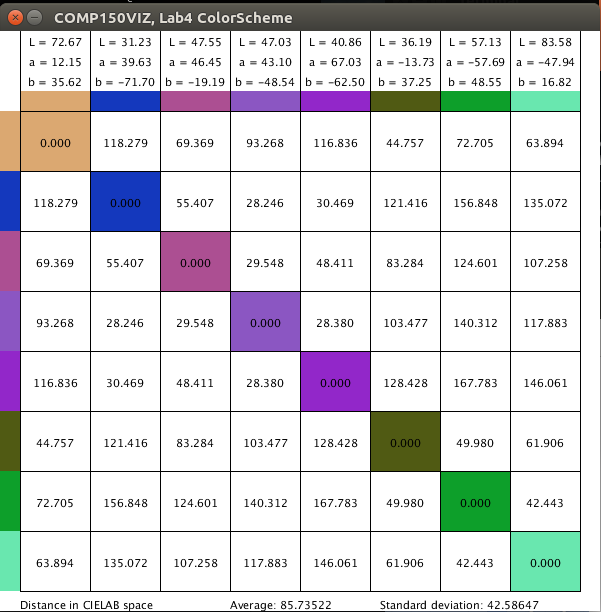 COMP150VIZ, Lab4 ColorScheme
L = 72.67 L = 31.23 L = 47.55 L = 47.03 L = 40.86 L = 36.19 L = 57.13 L = 83.58
a = 12.15 a = 39.63 a = 46.45 a = 43.10 a = 67.03 a = −13.73 a = −57.69 a = −47.94
b = 35.62 b = −71.70 b = −19.19 b = −48.54 b = −62.50 b = 37.25 b = 48.55 b = 16.82
0.000 118.279 69.369 93.268 116.836 44.757 72.705 63.894
118.279 0.000 55.407 28.246 30.469 121.416 156.848 135.072
69.369 55.407 0.000 29.548 48.411 83.284 124.601 107.258
93.268 28.246 29.548 0.000 28.380 103.477 140.312 117.883
116.836 30.469 48.411 28.380 0.000 128.428 167.783 146.061
44.757 121.416 83.284 103.477 128.428 0.000 49.980 61.906
72.705 156.848 124.601 140.312 167.783 49.980 0.000 42.443
63.894 135.072 107.258 117.883 146.061 61.906 42.443 0.000
Distance in CIELAB space Average: 85.73522 Standard deviation: 42.58647